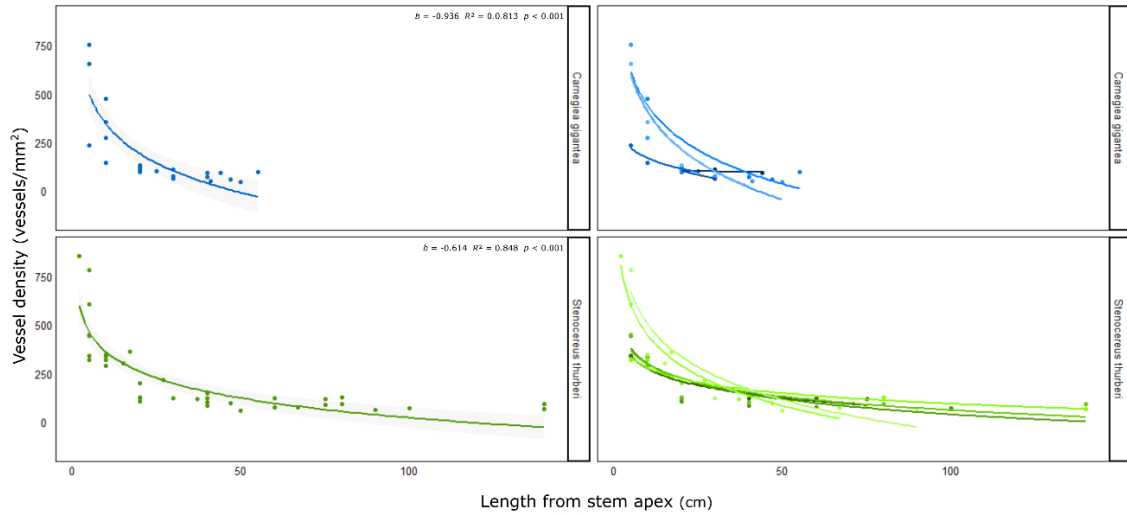 b = -0.936 R² = 0.0.813 p < 0.001
Carnegiea gigantea
Carnegiea gigantea
750
500
250
0
b = -0.614 R² = 0.848 p < 0.001
Stenocereus thurberi
Stenocereus thurberi
750
500
250
0
Vessel density (vessels/mm²)
0
50
100
0
50
100
Length from stem apex (cm)